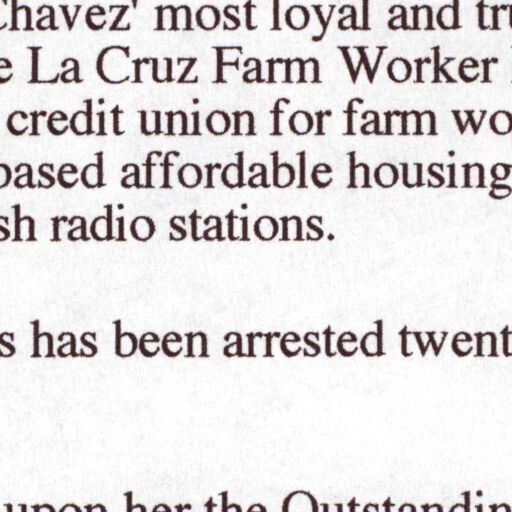 Chavez' most loyal and tru
e La Cruz Farm Worker
credit union for farm wo
based affordable housing
sh radio stations.
s has been arrested twent
upon her the Outstandin